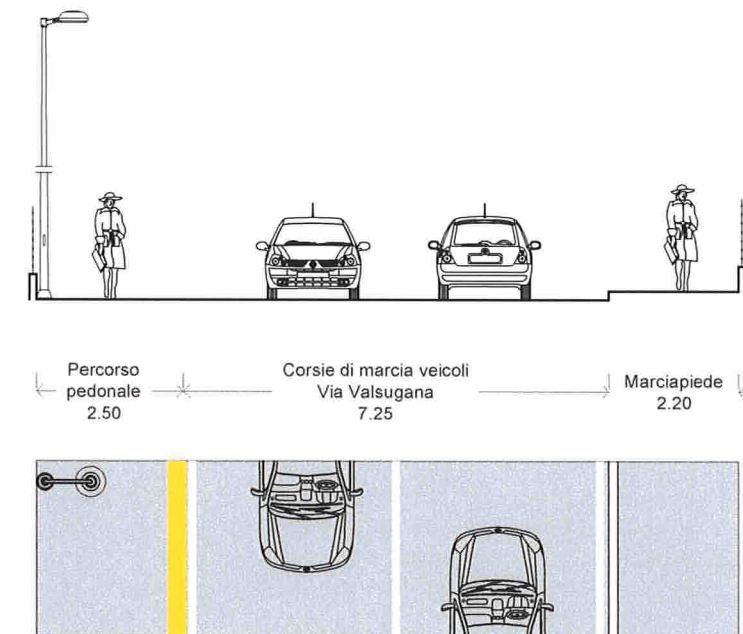 Percorso
pedonale
2.50
Corsie di marcia veicoli
Via Valsugana
7.25
Marciapiede
2.20